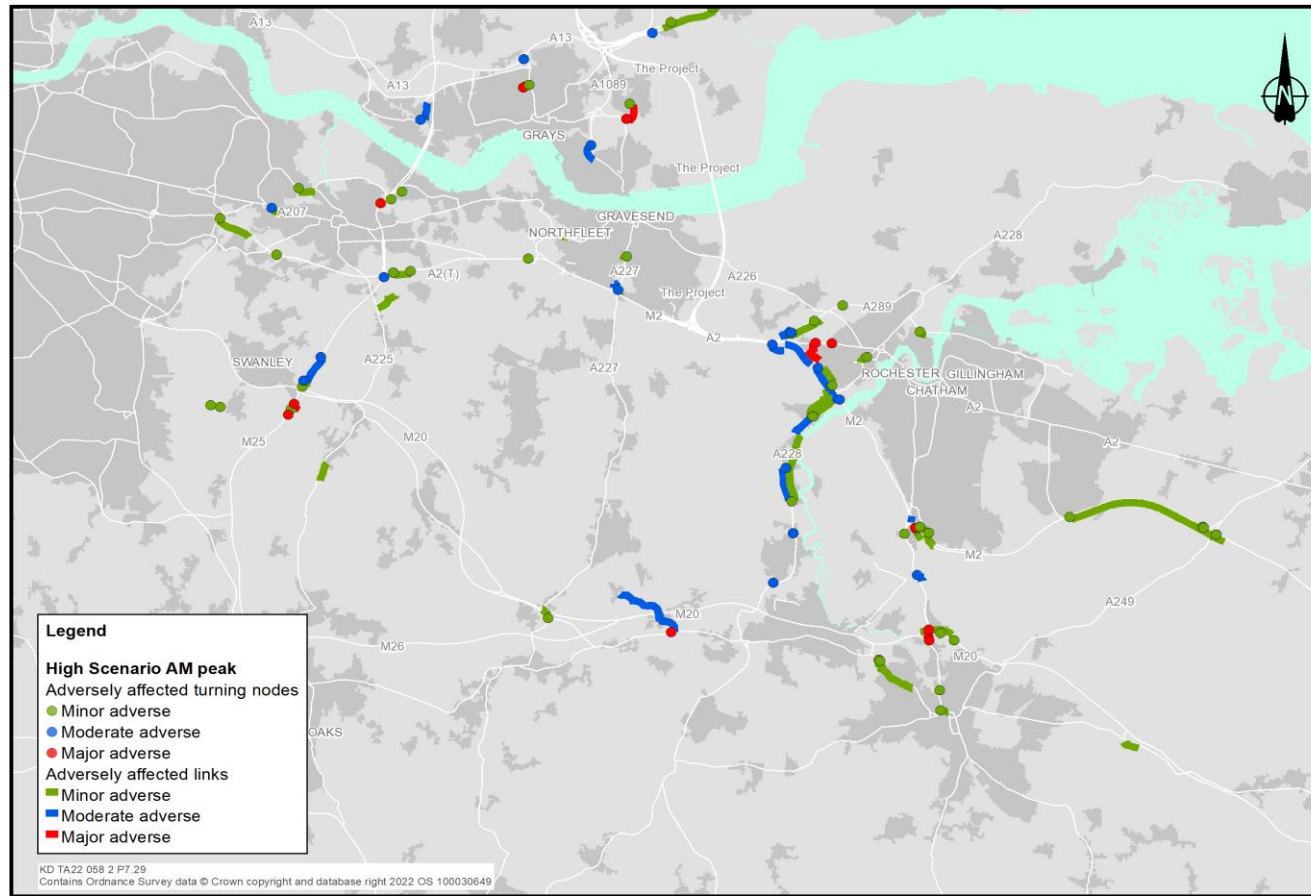 A13
A13
The Project
N
A13
A1089
GRAYS
The Project
A207
GRAVESEND
NORTHFLEET
A228
A2(T)
A227
A226
The Project
A289
M2
A2
SWANLEY
A225
A227
ROCHESTER
GILLINGHAM
CHATHAM
A2
M2
A2
M25
M20
A228
M2
A249
M20
M26
M20
OAKS
Legend
High Scenario AM peak
Adversely affected turning nodes
Minor adverse
Moderate adverse
Major adverse
Adversely affected links
Minor adverse
Moderate adverse
Major adverse
KD TA22 058 2 P7.29
Contains Ordnance Survey data © Crown copyright and database right 2022 OS 100030649